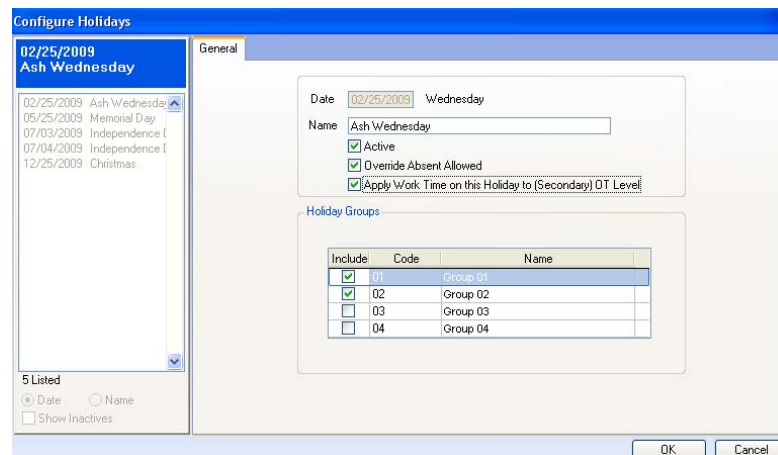 Configure Holidays
02/25/2009
Ash Wednesday
02/25/2009 Ash Wednesday
05/25/2009 Memorial Day
07/03/2009 Independence D
07/04/2009 Independence D
12/25/2009 Christmas
5 Listed
Date Name
Show Inactives
General
Date 02/25/2009 Wednesday
Name Ash Wednesday
Active
Override Absent Allowed
Apply Work Time on this Holiday to (Secondary) OT Level
Holiday Groups
Include Code Name
01 Group 01
02 Group 02
03 Group 03
04 Group 04
OK Cancel